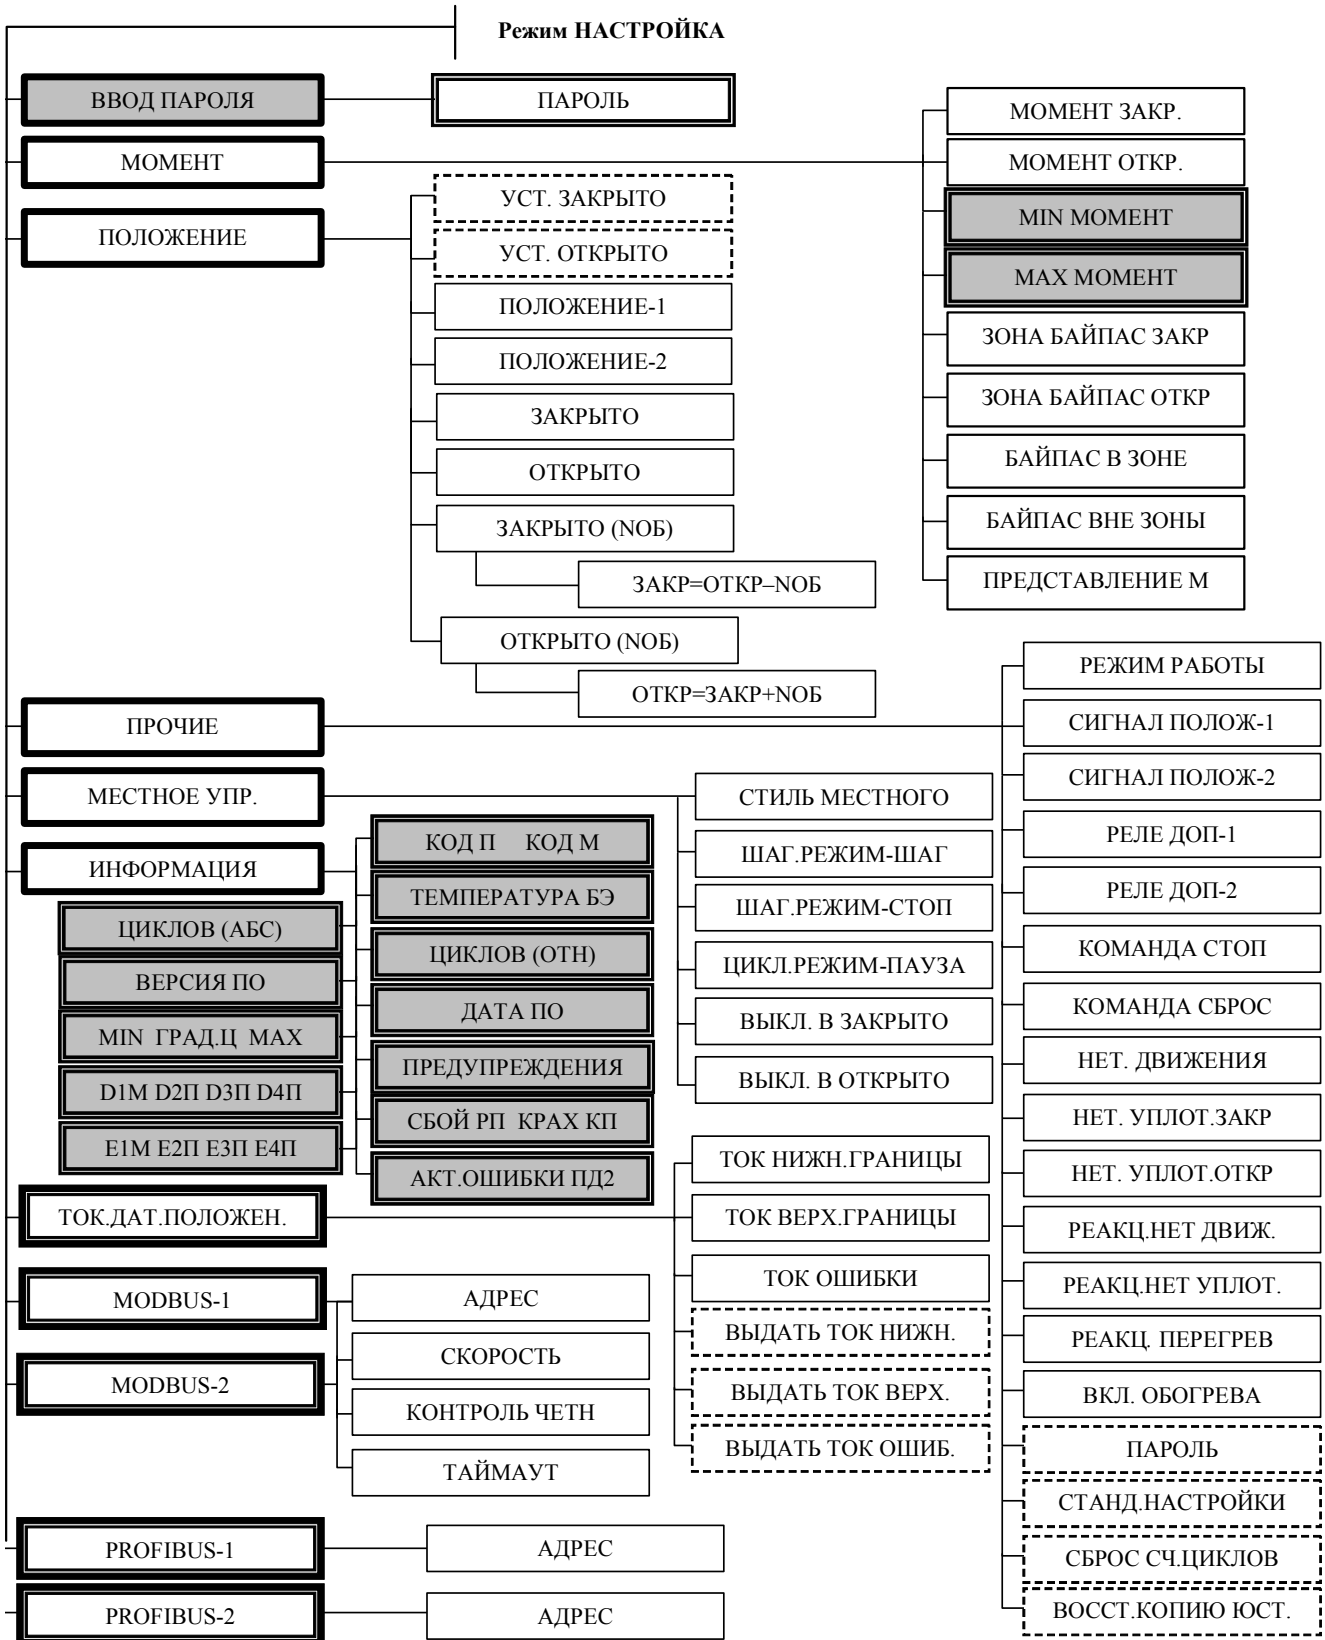 Режим НАСТРОЙКА
ВВОД ПАРОЛЯ
ПАРОЛЬ
МОМЕНТ
МОМЕНТ ЗАКР.
МОМЕНТ ОТКР.
MIN МОМЕНТ
MAX МОМЕНТ
ЗОНА БАЙПАС ЗАКР
ЗОНА БАЙПАС ОТКР
БАЙПАС В ЗОНЕ
БАЙПАС ВНЕ ЗОНЫ
ПРЕДСТАВЛЕНИЕ М
ПОЛОЖЕНИЕ
УСТ. ЗАКРЫТО
УСТ. ОТКРЫТО
ПОЛОЖЕНИЕ-1
ПОЛОЖЕНИЕ-2
ЗАКРЫТО
ОТКРЫТО
ЗАКРЫТО (NОБ)
ЗАКР=ОТКР–NОБ
ОТКРЫТО (NОБ)
ОТКР=ЗАКР+NОБ
ПРОЧИЕ
РЕЖИМ РАБОТЫ
СИГНАЛ ПОЛОЖ-1
СИГНАЛ ПОЛОЖ-2
РЕЛЕ ДОП-1
РЕЛЕ ДОП-2
КОМАНДА СТОП
КОМАНДА СБРОС
НЕТ. ДВИЖЕНИЯ
НЕТ. УПЛОТ.ЗАКР
НЕТ. УПЛОТ.ОТКР
РЕАКЦ.НЕТ ДВИЖ.
РЕАКЦ.НЕТ УПЛОТ.
РЕАКЦ. ПЕРЕГРЕВ
ВКЛ. ОБОГРЕВА
ПАРОЛЬ
СТАНД.НАСТРОЙКИ
СБРОС СЧ.ЦИКЛОВ
ВОССТ.КОПИЮ ЮСТ.
МЕСТНОЕ УПР.
СТИЛЬ МЕСТНОГО
ШАГ.РЕЖИМ-ШАГ
ШАГ.РЕЖИМ-СТОП
ЦИКЛ.РЕЖИМ-ПАУЗА
ВЫКЛ. В ЗАКРЫТО
ВЫКЛ. В ОТКРЫТО
ИНФОРМАЦИЯ
КОД П КОД М
ТЕМПЕРАТУРА БЭ
ЦИКЛОВ (АБС)
ЦИКЛОВ (ОТН)
ВЕРСИЯ ПО
ДАТА ПО
MIN ГРАД.Ц MAX
ПРЕДУПРЕЖДЕНИЯ
D1М D2П D3П D4П
СБОЙ РП КРАХ КП
Е1М Е2П Е3П Е4П
АКТ.ОШИБКИ ПД2
ТОК.ДАТ.ПОЛОЖЕН.
ТОК НИЖН.ГРАНИЦЫ
ТОК ВЕРХ.ГРАНИЦЫ
ТОК ОШИБКИ
ВЫДАТЬ ТОК НИЖН.
ВЫДАТЬ ТОК ВЕРХ.
ВЫДАТЬ ТОК ОШИБ.
MODBUS-1
MODBUS-2
АДРЕС
СКОРОСТЬ
КОНТРОЛЬ ЧЕТН
ТАЙМАУТ
PROFIBUS-1
АДРЕС
PROFIBUS-2
АДРЕС